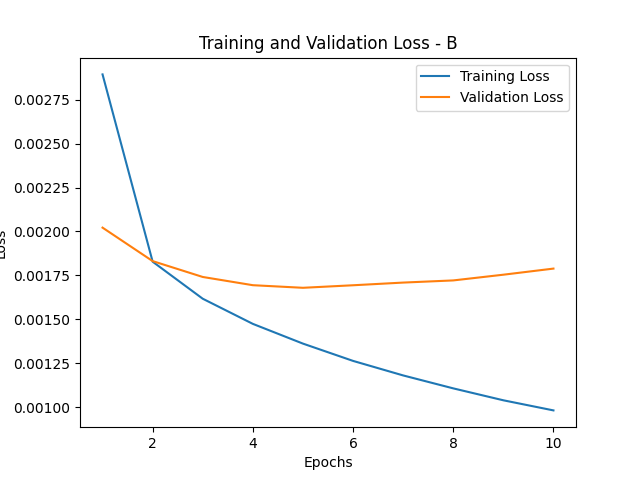 Training and Validation Loss - B
Training Loss
Validation Loss
0.00275
0.00250
0.00225
0.00200
0.00175
0.00150
0.00125
0.00100
Loss
2 4 6 8 10
Epochs